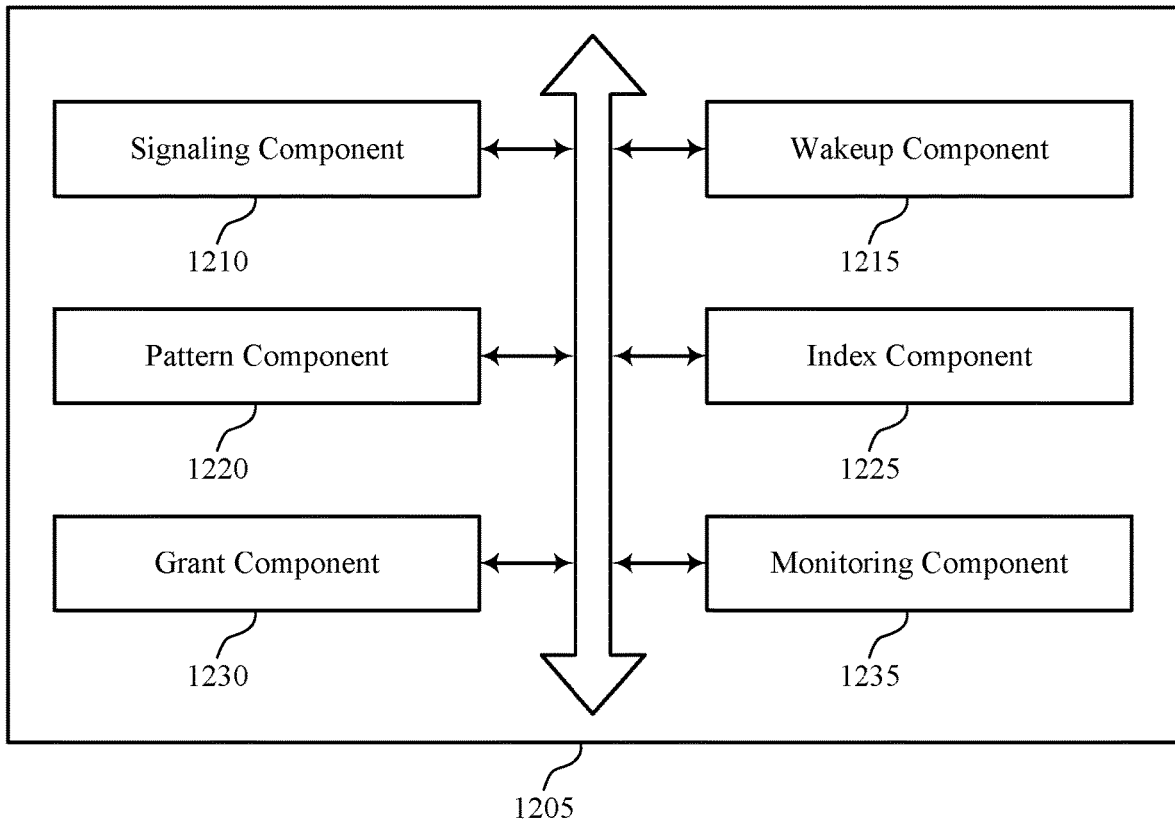 Signaling Component
Wakeup Component
1210
1215
Pattern Component
Index Component
1220
1225
Grant Component
Monitoring Component
1230
1235
1205